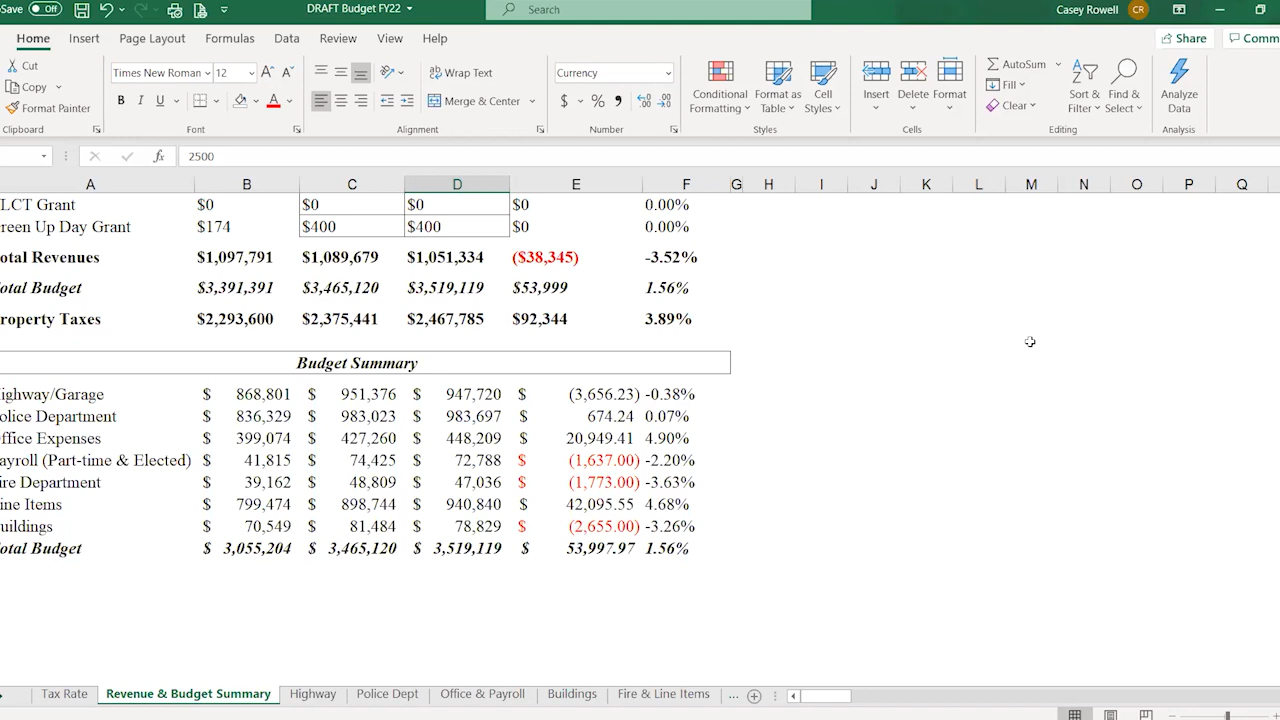 Save Off DRAFT Budget FY22 Search Casey Rowell CR
Home Insert Page Layout Formulas Data Review View Help Share Comm
Cut
Copy
Format Painter
Clipboard
Times New Roman 12
B I U
Font
Wrap Text
Merge & Center
Alignment
Currency
$ % 9
Number
Conditional Formatting
Format as Table
Cell Styles
Styles
Insert Delete Format
Cells
AutoSum
Fill
Clear
Sort & Filter
Find & Select
Editing
Analyze Data
Analysis
fx 2500
A B C D E F G H I J K L M N O P Q
LCT Grant $0 $0 $0 $0 0.00%
reen Up Day Grant $174 $400 $400 $0 0.00%
otal Revenues $1,097,791 $1,089,679 $1,051,334 ($38,345) -3.52%
otal Budget $3,391,391 $3,465,120 $3,519,119 $53,999 1.56%
roperty Taxes $2,293,600 $2,375,441 $2,467,785 $92,344 3.89%
Budget Summary
ighway/Garage $ 868,801 $ 951,376 $ 947,720 $ (3,656.23) -0.38%
olice Department $ 836,329 $ 983,023 $ 983,697 $ 674.24 0.07%
ffice Expenses $ 399,074 $ 427,260 $ 448,209 $ 20,949.41 4.90%
ayroll (Part-time & Elected) $ 41,815 $ 74,425 $ 72,788 $ (1,637.00) -2.20%
ire Department $ 39,162 $ 48,809 $ 47,036 $ (1,773.00) -3.63%
ine Items $ 799,474 $ 898,744 $ 940,840 $ 42,095.55 4.68%
uildings $ 70,549 $ 81,484 $ 78,829 $ (2,655.00) -3.26%
otal Budget $ 3,055,204 $ 3,465,120 $ 3,519,119 $ 53,997.97 1.56%
Tax Rate Revenue & Budget Summary Highway Police Dept Office & Payroll Buildings Fire & Line Items ...